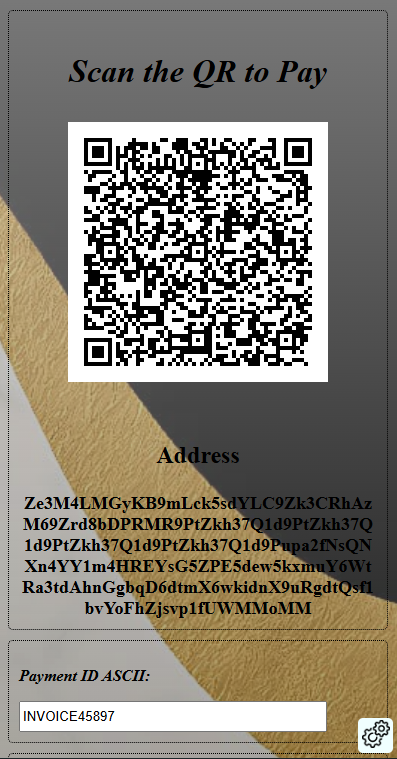 Scan the QR to Pay
Address
Ze3M4LMGyKB9mLck5sdYLC9Zk3CRhAz
M69Zrd8bDPRMR9PtZkh37Q1d9PtZkh37Q
1d9PtZkh37Q1d9PtZkh37Q1d9Pupa2fNsQN
Xn4YY1m4HREYsG5ZPE5dew5kxmuY6Wt
Ra3tdAhnGgbqD6dtmX6wkidnX9uRgdtQsf1
bvYoFhZjsvp1fUWMMoMM
Payment ID ASCII:
INVOICE45897